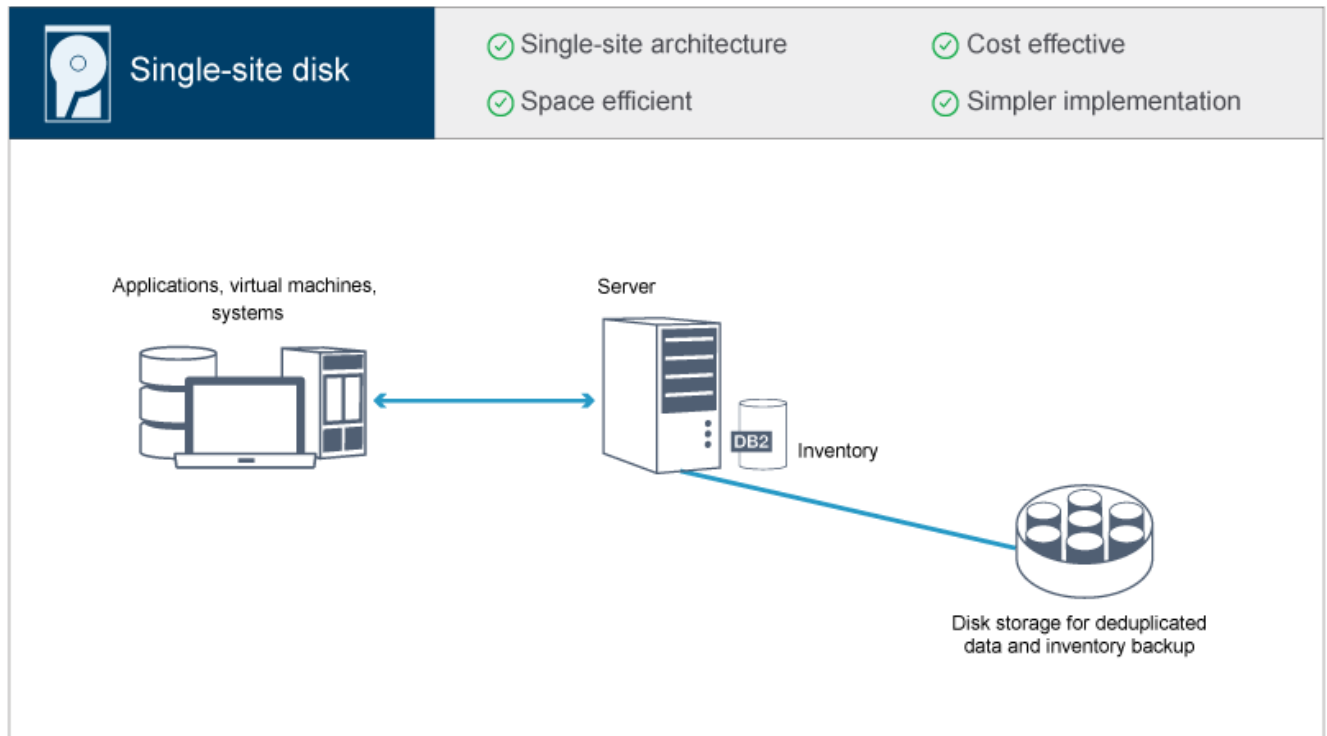 Single-site disk
Single-site architecture
Cost effective
Space efficient
Simpler implementation
Applications, virtual machines,
systems
Server
DB2
Inventory
Disk storage for deduplicated
data and inventory backup